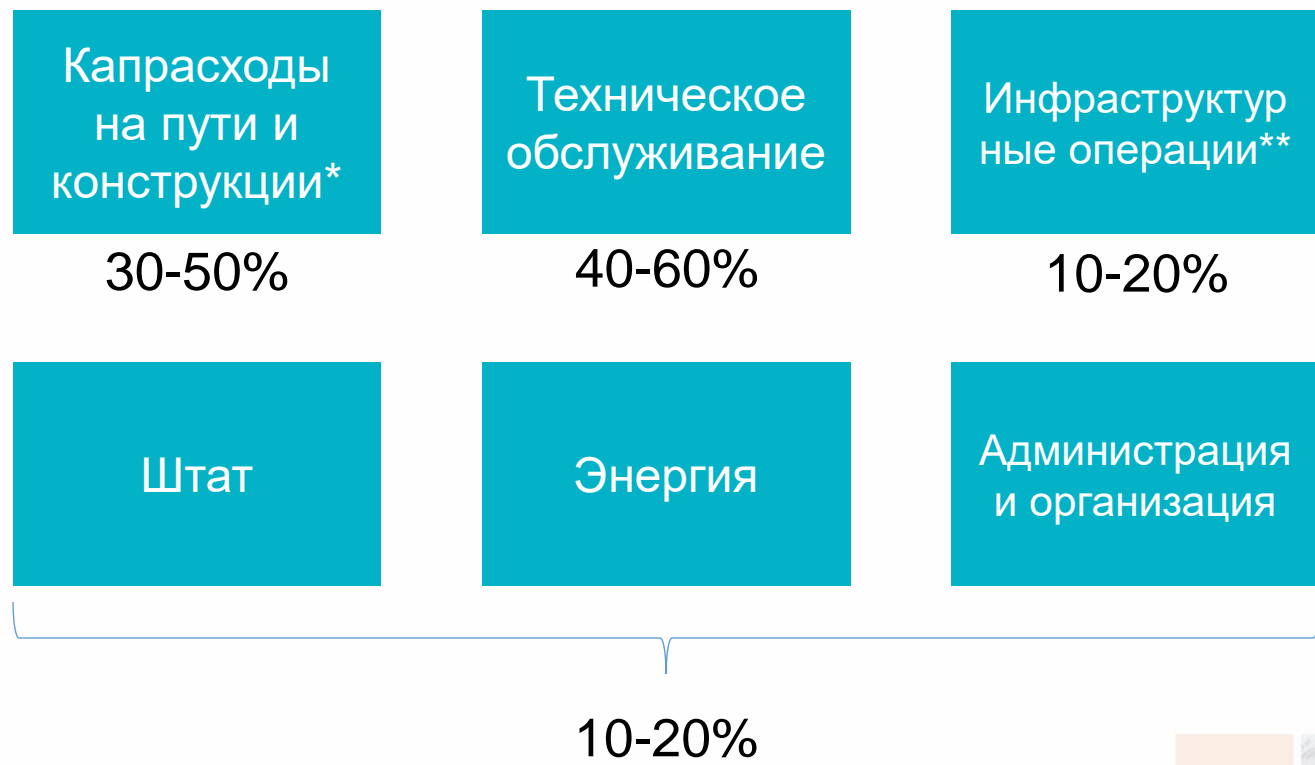 Капрасходы
на пути и
конструкции*
Техническое
обслуживание
Инфраструктур
ные операции**
30-50%
40-60%
10-20%
Штат
Энергия
Администрация
и организация
10-20%